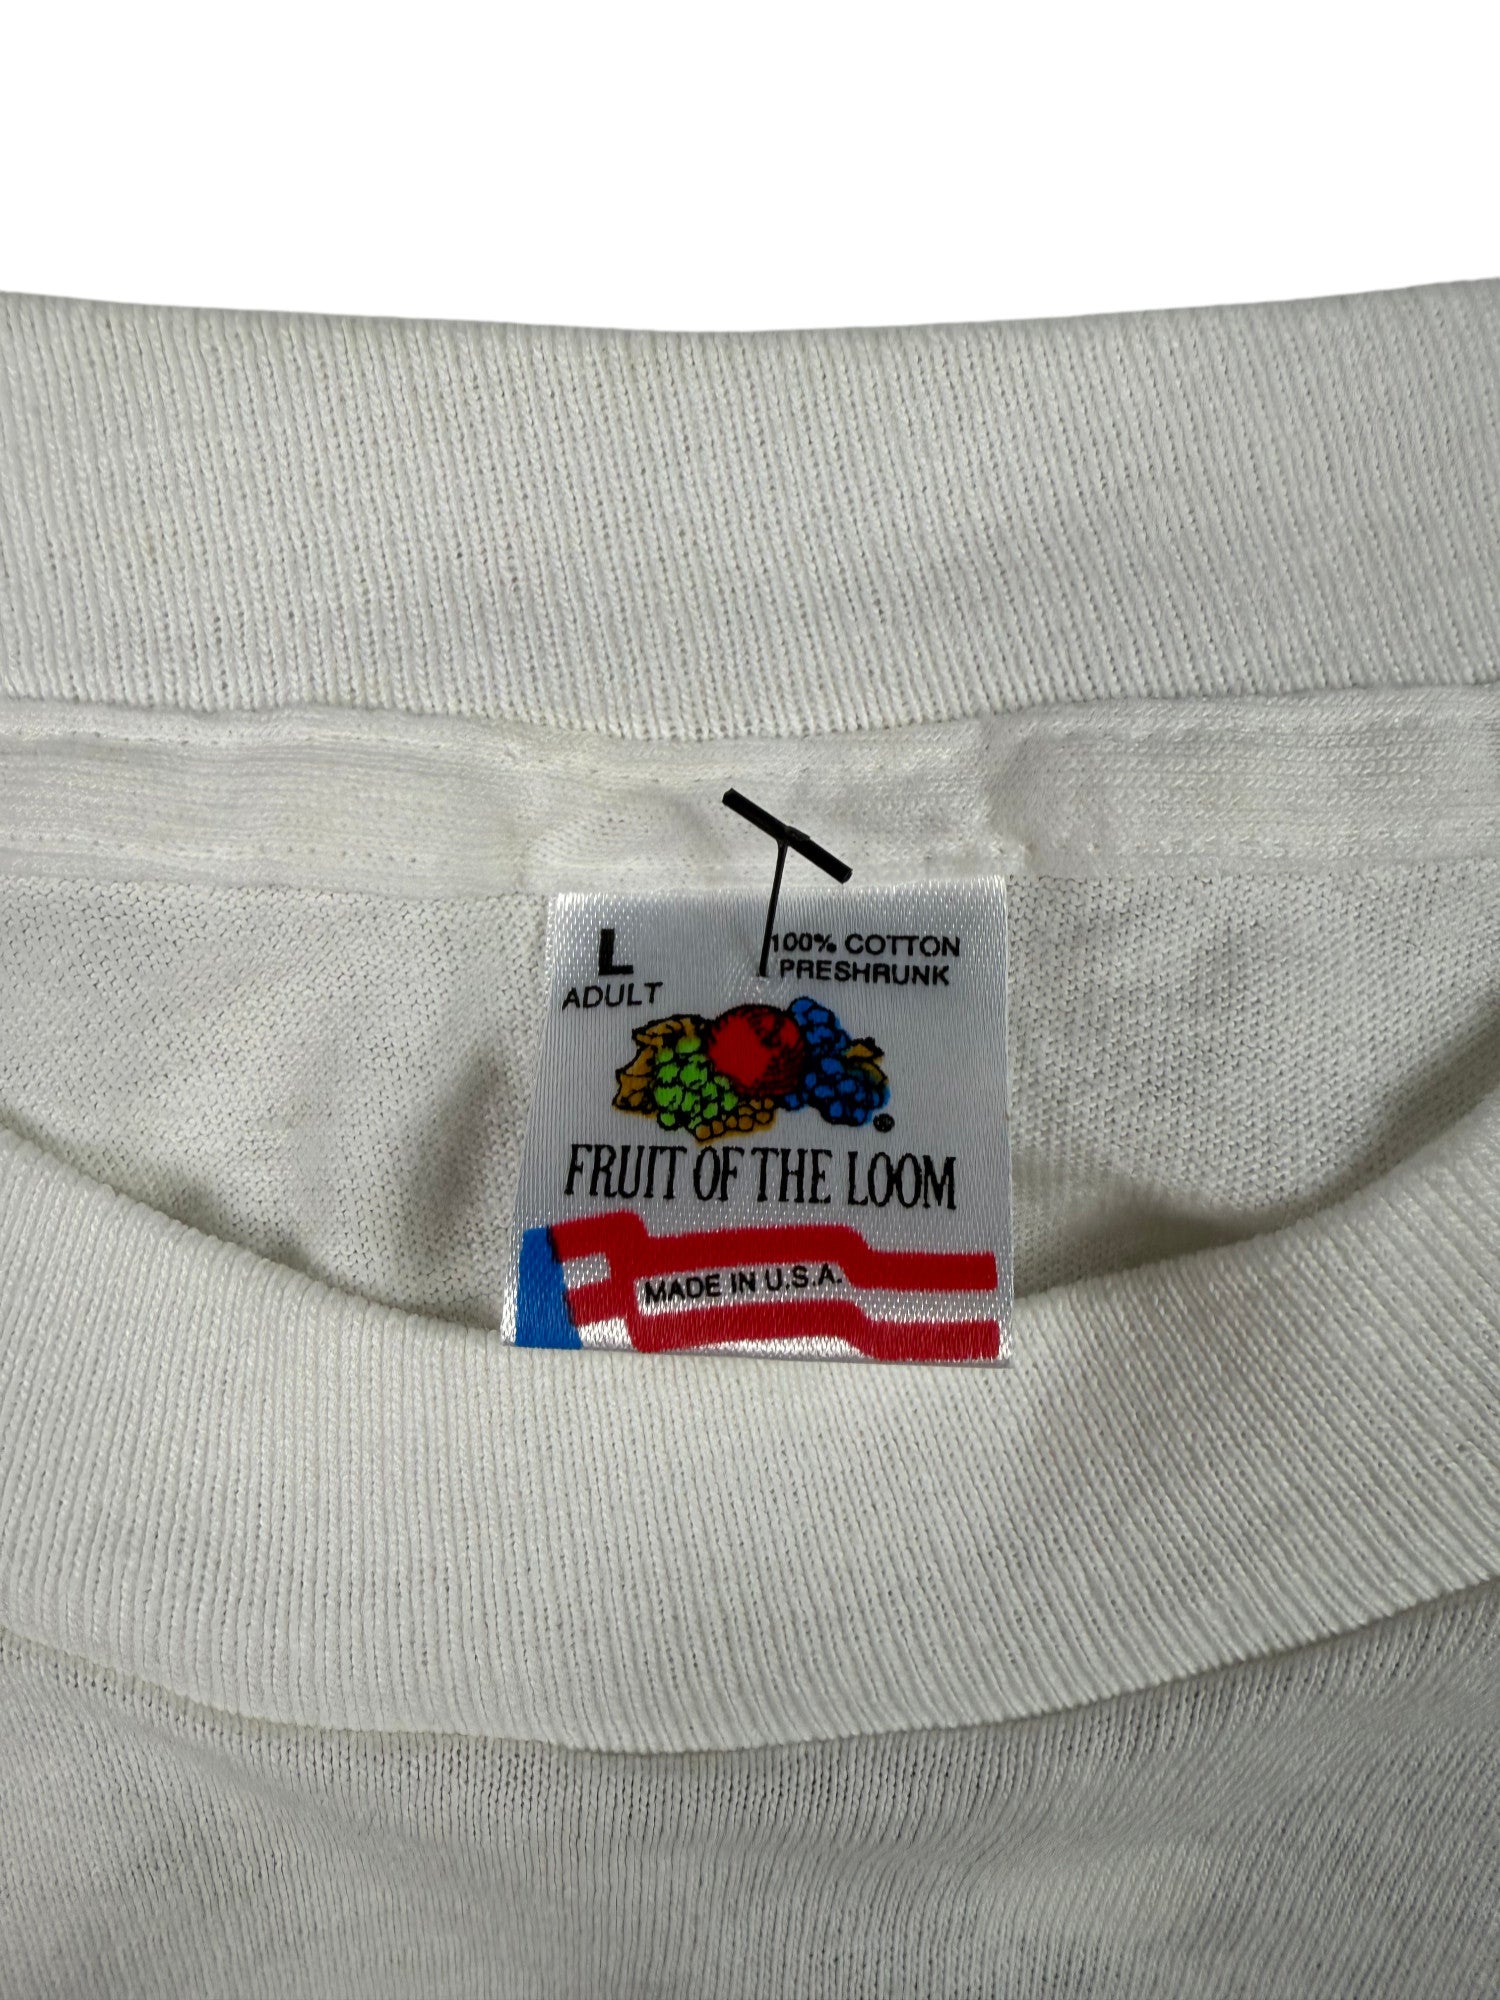 L
ADULT
100% COTTON
PRESHRUNK
®
FRUIT OF THE LOOM
MADE IN U.S.A.